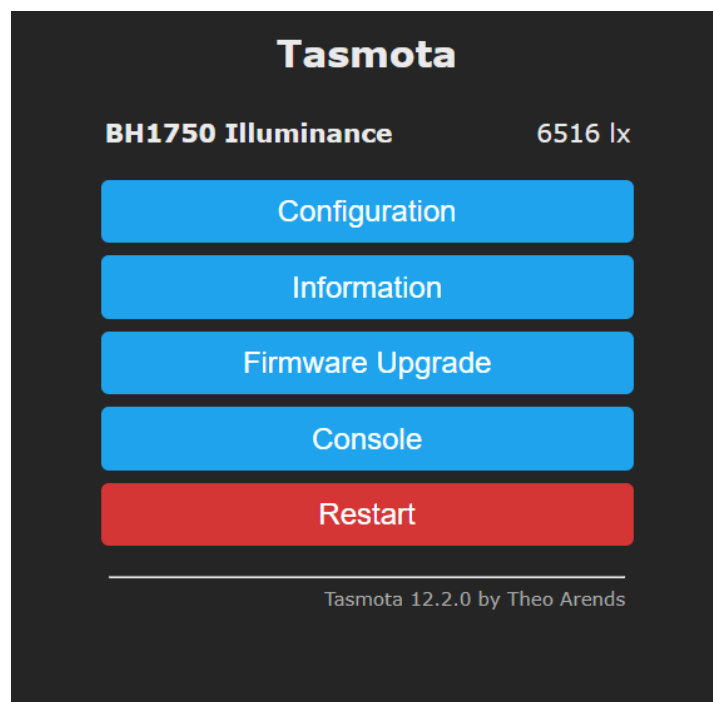 Tasmota
BH1750 Illuminance 6516 lx
Configuration
Information
Firmware Upgrade
Console
Restart
Tasmota 12.2.0 by Theo Arends